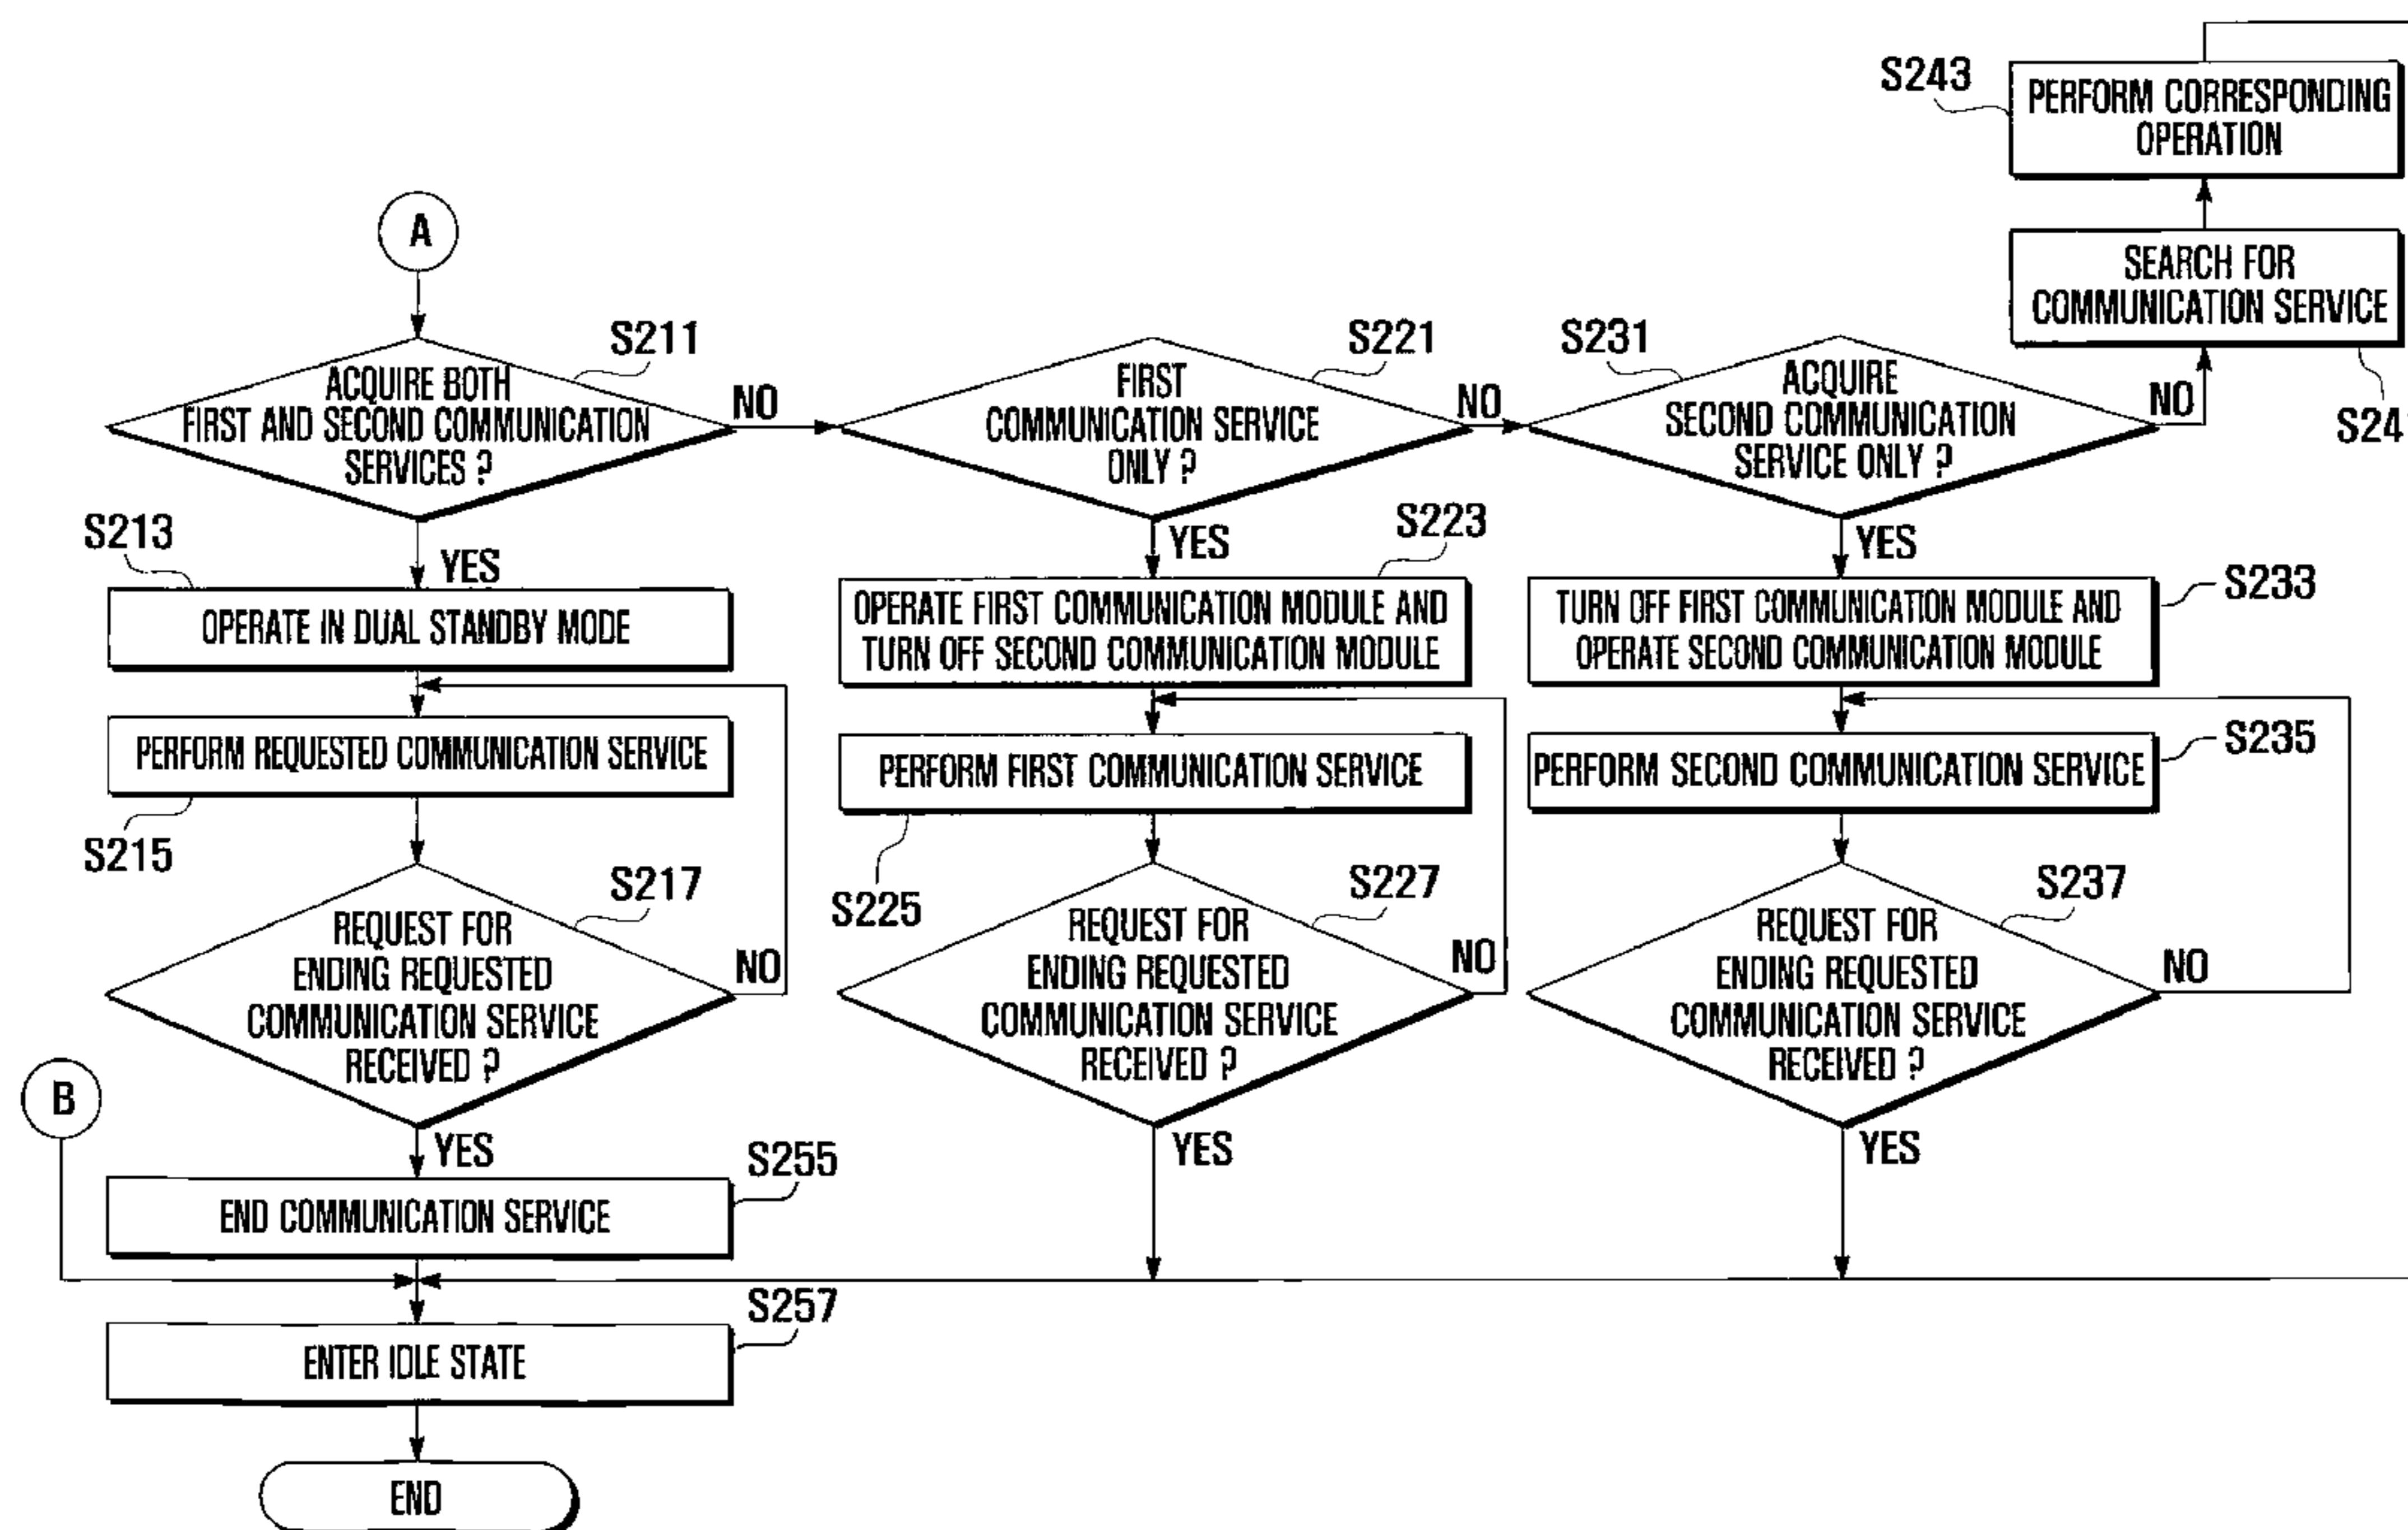 S243
PERFORM CORRESPONDING
OPERATION
A
SEARCH FOR
COMMUNICATION SERVICE
S211
ACQUIRE BOTH
FIRST AND SECOND COMMUNICATION
SERVICES ?
NO
S221
FIRST
COMMUNICATION SERVICE
ONLY ?
NO
S231
ACQUIRE
SECOND COMMUNICATION
SERVICE ONLY ?
NO
S24
S213
YES
OPERATE IN DUAL STANDBY MODE
YES
S223
OPERATE FIRST COMMUNICATION MODULE AND
TURN OFF SECOND COMMUNICATION MODULE
YES
S233
TURN OFF FIRST COMMUNICATION MODULE AND
OPERATE SECOND COMMUNICATION MODULE
PERFORM REQUESTED COMMUNICATION SERVICE
S215
PERFORM FIRST COMMUNICATION SERVICE
S225
PERFORM SECOND COMMUNICATION SERVICE
S235
S217
REQUEST FOR
ENDING REQUESTED
COMMUNICATION SERVICE
RECEIVED ?
NO
S227
REQUEST FOR
ENDING REQUESTED
COMMUNICATION SERVICE
RECEIVED ?
NO
S237
REQUEST FOR
ENDING REQUESTED
COMMUNICATION SERVICE
RECEIVED ?
NO
B
YES
YES
YES
S255
END COMMUNICATION SERVICE
S257
ENTER IDLE STATE
END